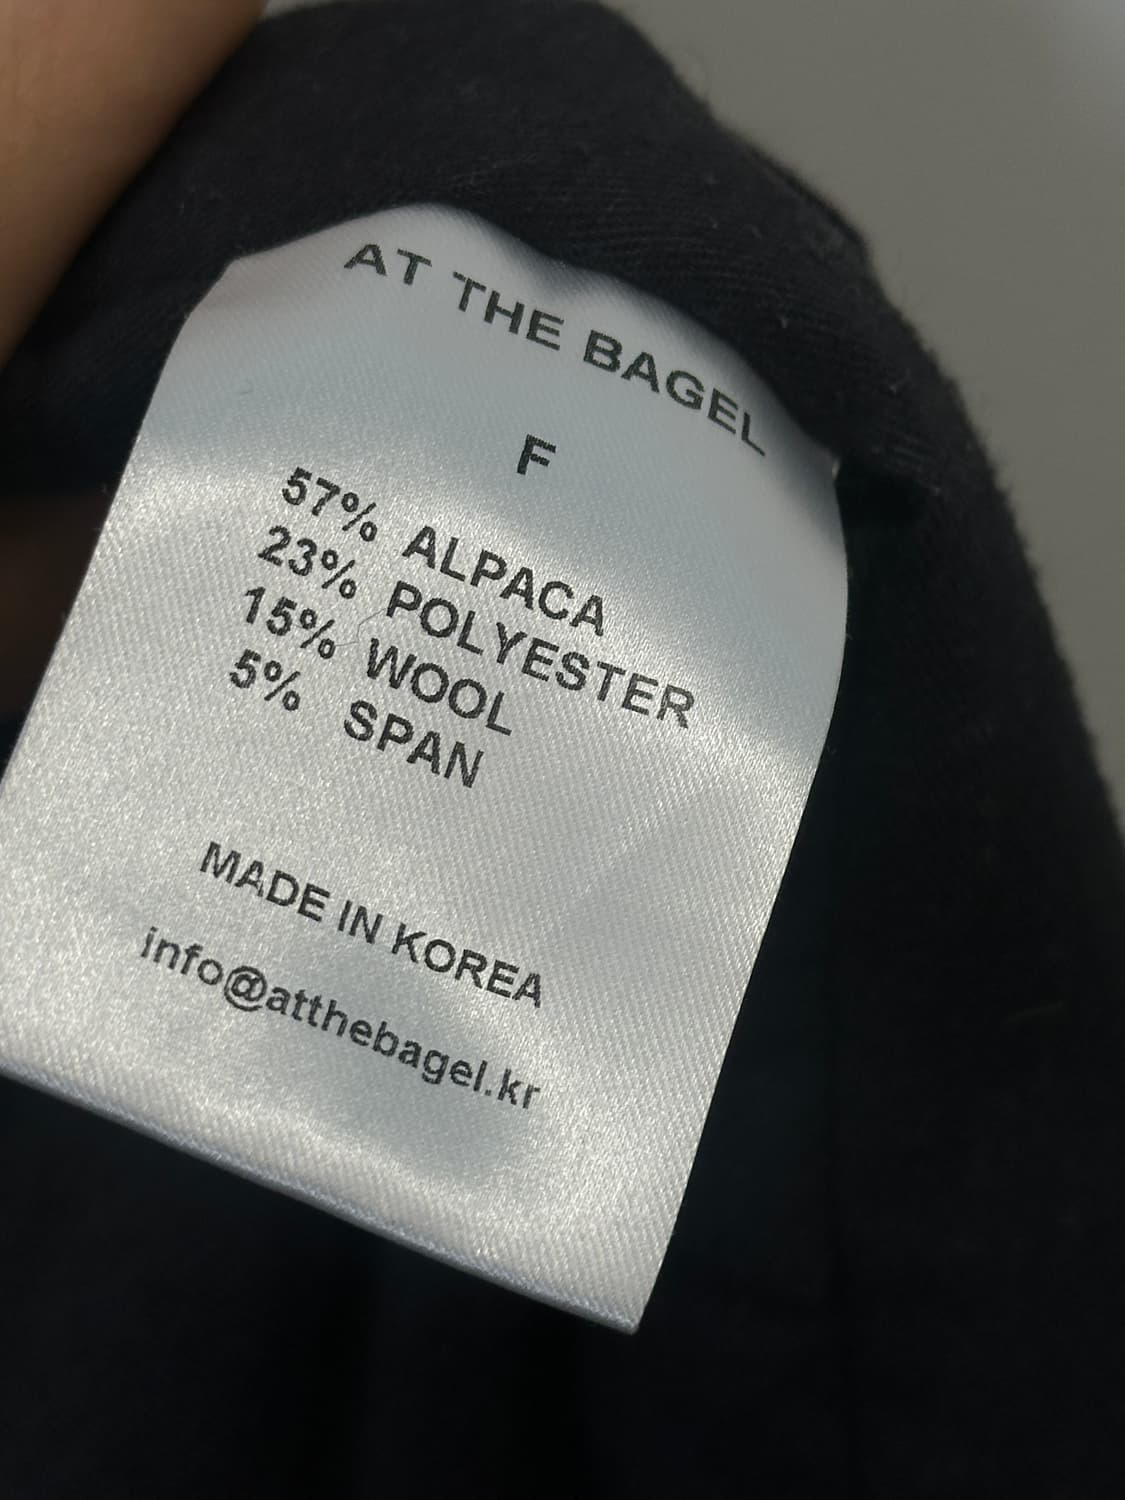 AT THE BAGEL
F
57% ALPACA
23% POLYESTER
15% WOOL
5% SPAN
MADE IN KOREA
info@atthebagel.kr